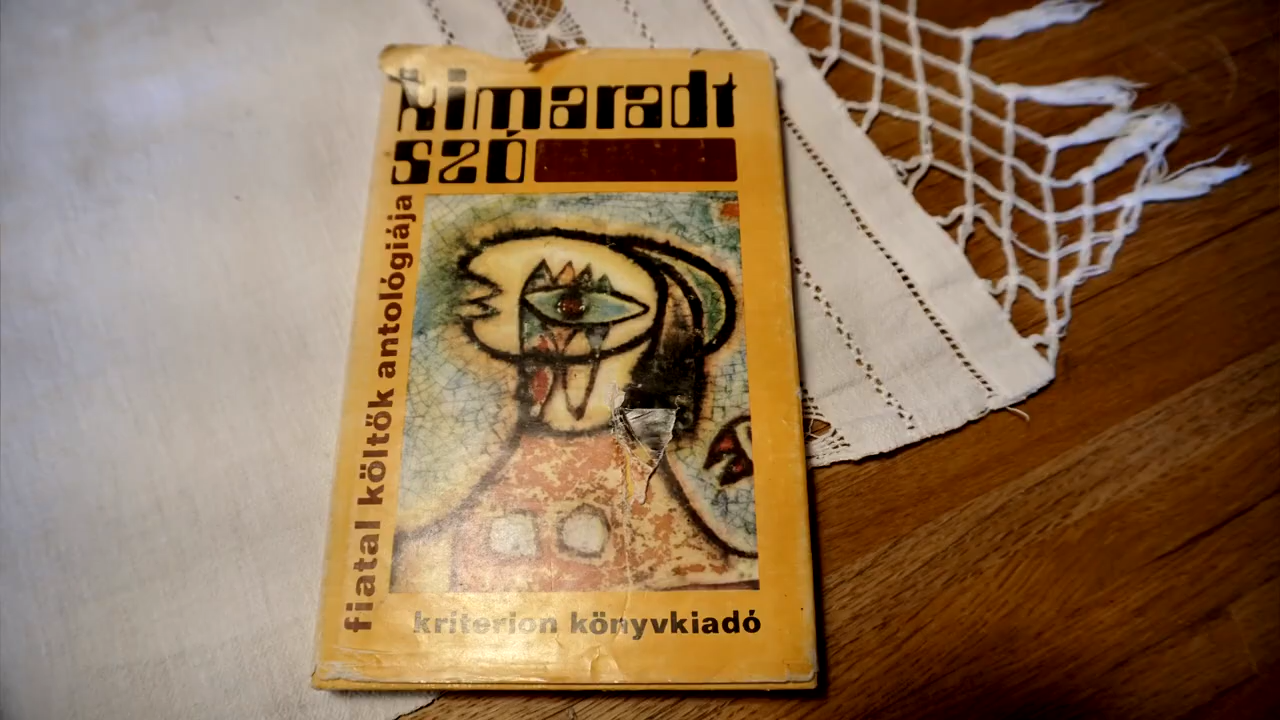 kimaradt
szó
fiatal költők antológiája
kriterion könyvkiadó